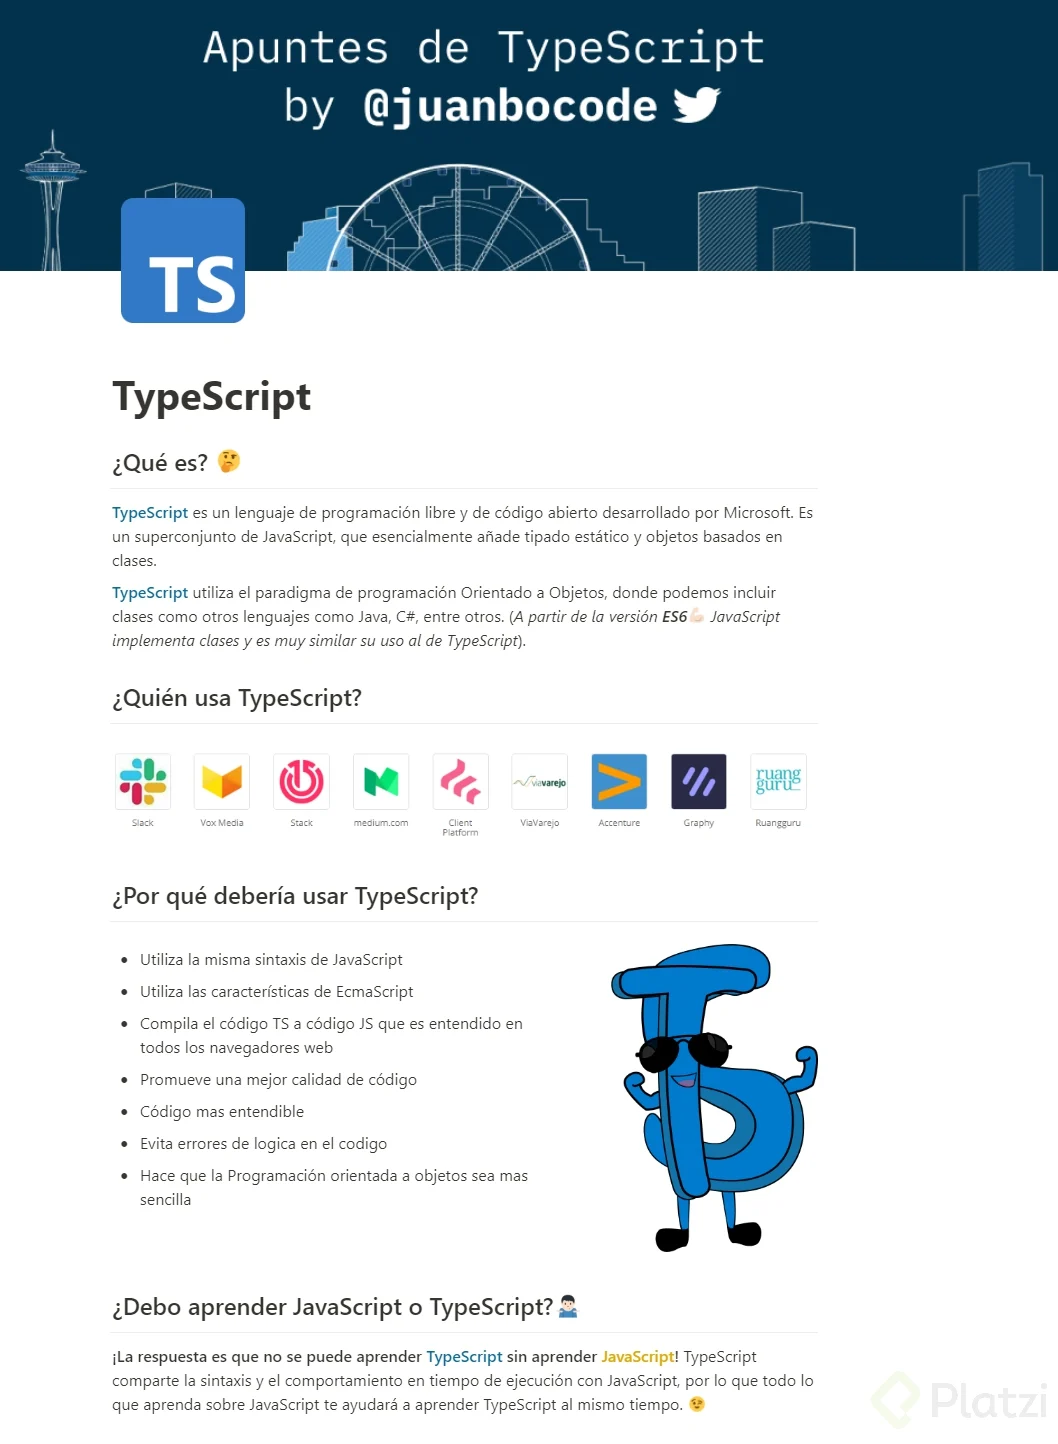 Apuntes de TypeScript
by @juanbocode
TS
TypeScript
¿Qué es? 🤔
TypeScript es un lenguaje de programación libre y de código abierto desarrollado por Microsoft. Es
un superconjunto de JavaScript, que esencialmente añade tipado estático y objetos basados en
clases.
TypeScript utiliza el paradigma de programación Orientado a Objetos, donde podemos incluir
clases como otros lenguajes como Java, C#, entre otros. (A partir de la versión ES6💪🏻 JavaScript
implementa clases y es muy similar su uso al de TypeScript).
¿Quién usa TypeScript?
viavarejo
ruang
guru
Slack
Vox Media
Stack
medium.com
Client
Platform
ViaVarejo
Accenture
Graphy
Ruangguru
¿Por qué debería usar TypeScript?
• Utiliza la misma sintaxis de JavaScript
• Utiliza las características de EcmaScript
• Compila el código TS a código JS que es entendido en
todos los navegadores web
• Promueve una mejor calidad de código
• Código mas entendible
• Evita errores de logica en el codigo
• Hace que la Programación orientada a objetos sea mas
sencilla
¿Debo aprender JavaScript o TypeScript?🤷🏻‍♂️
¡La respuesta es que no se puede aprender TypeScript sin aprender JavaScript! TypeScript
comparte la sintaxis y el comportamiento en tiempo de ejecución con JavaScript, por lo que todo lo
que aprenda sobre JavaScript te ayudará a aprender TypeScript al mismo tiempo. 😉
Platzi